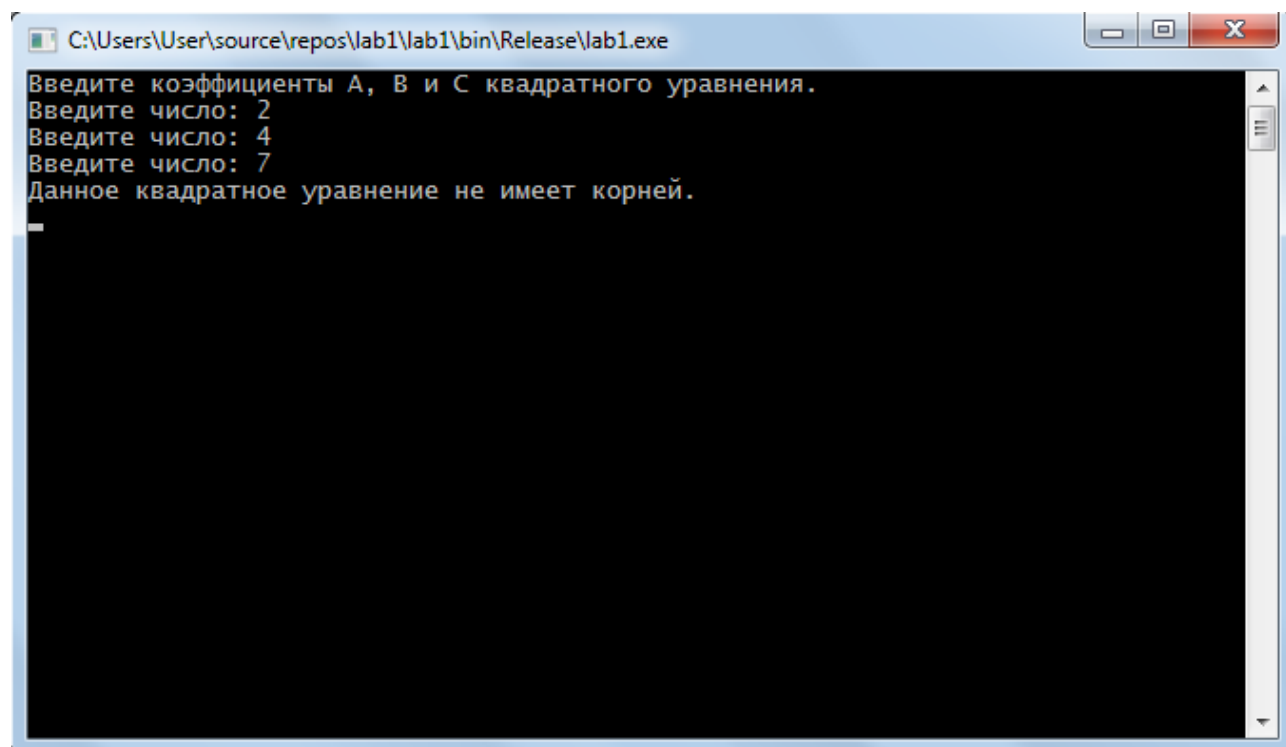 C:\Users\User\source\repos\lab1\lab1\bin\Release\lab1.exe
Введите коэффициенты A, B и C квадратного уравнения.
Введите число: 2
Введите число: 4
Введите число: 7
Данное квадратное уравнение не имеет корней.